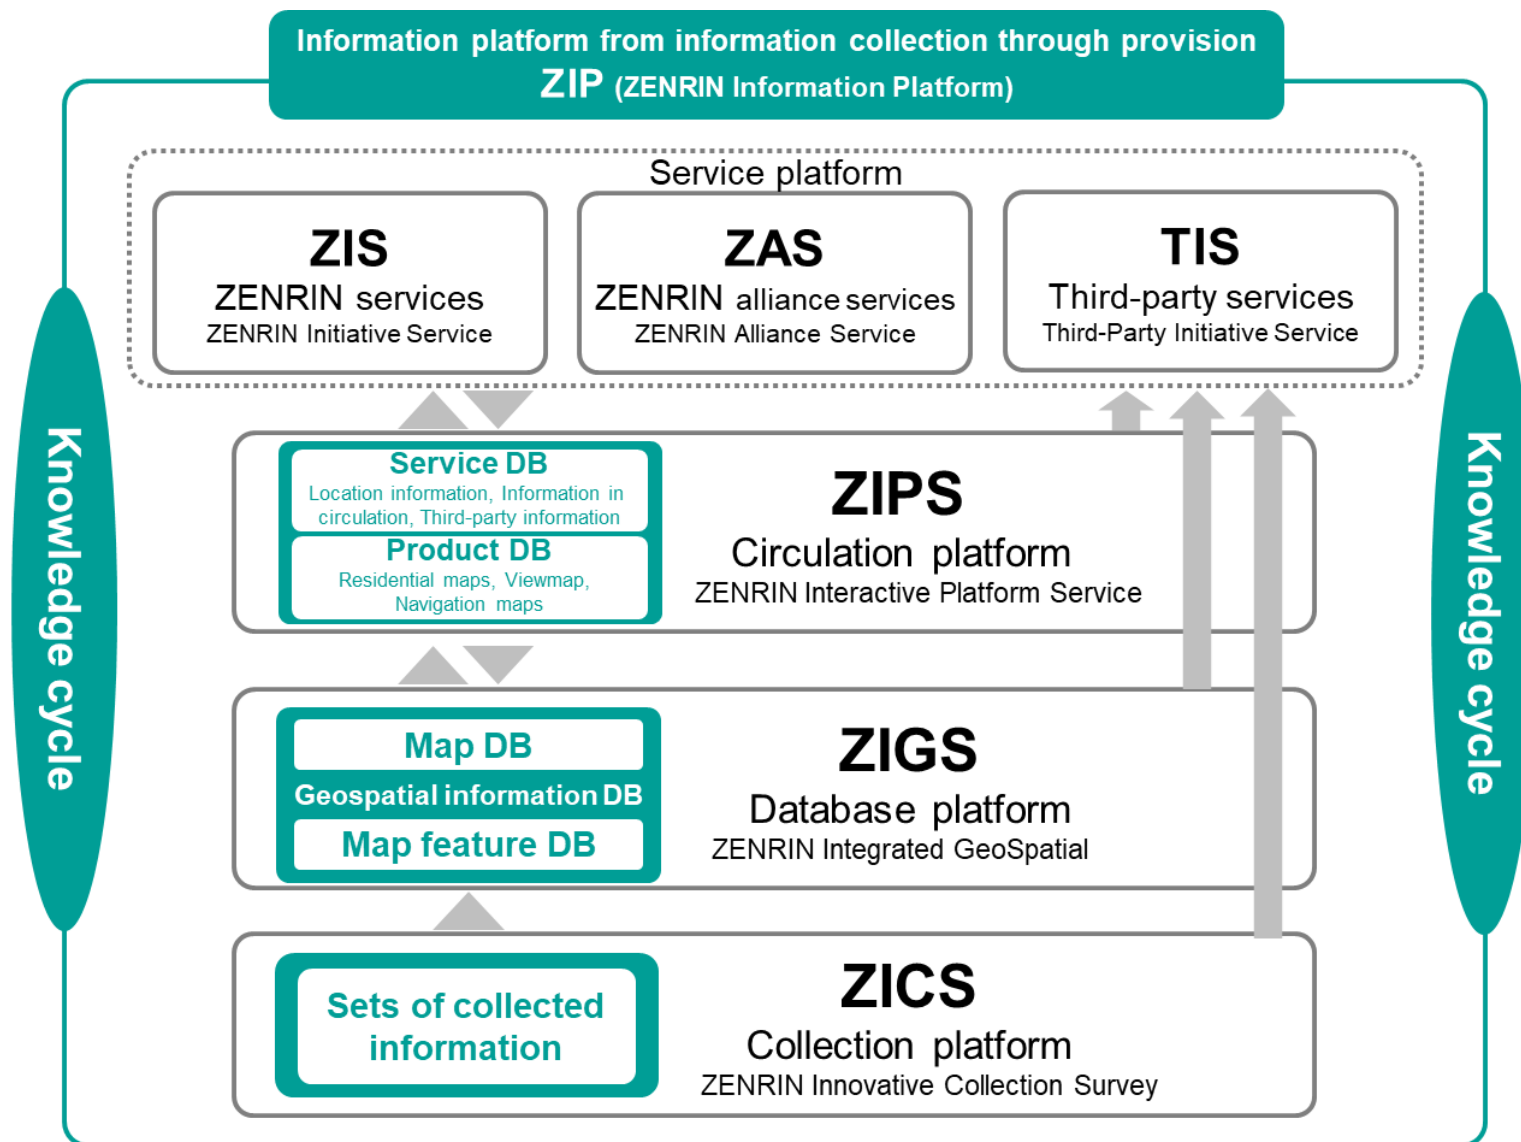 Information platform from information collection through provision
ZIP (ZENRIN Information Platform)
Service platform
ZIS
ZENRIN services
ZENRIN Initiative Service
ZAS
ZENRIN alliance services
ZENRIN Alliance Service
TIS
Third-party services
Third-Party Initiative Service
Knowledge cycle
Service DB
Location information, Information in
circulation, Third-party information
Product DB
Residential maps, Viewmap,
Navigation maps
ZIPS
Circulation platform
ZENRIN Interactive Platform Service
Map DB
Geospatial information DB
Map feature DB
ZIGS
Database platform
ZENRIN Integrated GeoSpatial
Sets of collected
information
ZICS
Collection platform
ZENRIN Innovative Collection Survey
Knowledge cycle